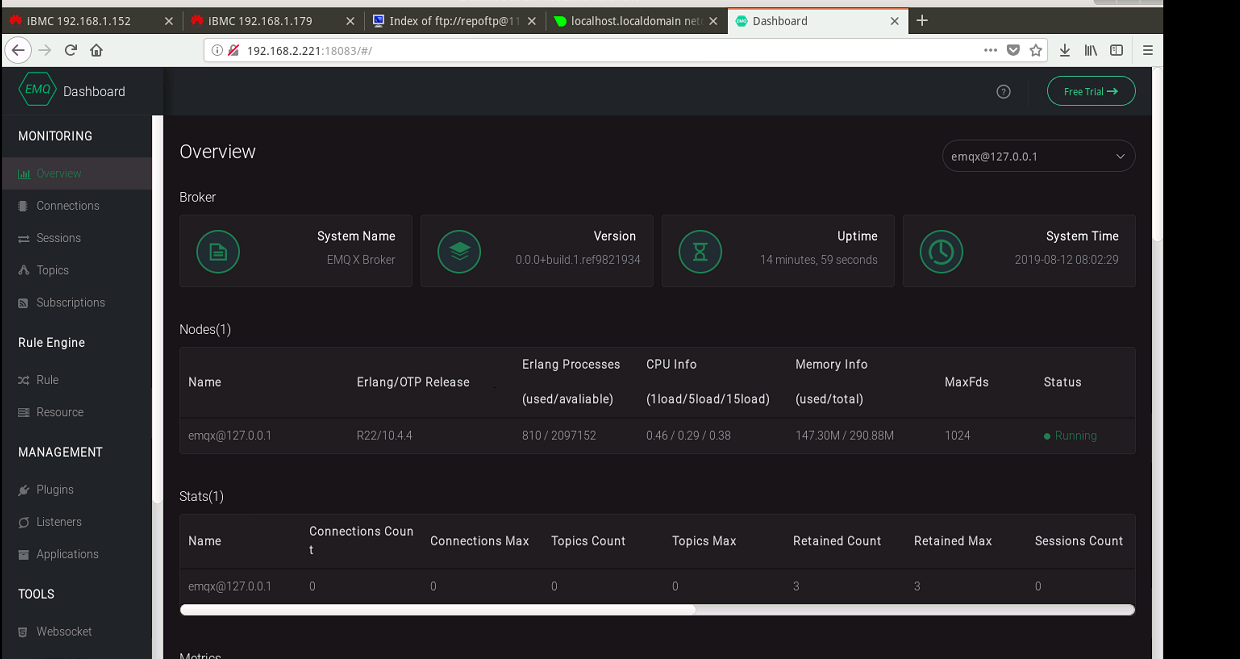 iBMC 192.168.1.152
iBMC 192.168.1.179
Index of ftp://repoftp@11
localhost.localdomain net
Dashboard
192.168.2.221:18083/#/
EMQ Dashboard
Free Trial
MONITORING
Overview
Connections
Sessions
Topics
Subscriptions
Rule Engine
Rule
Resource
MANAGEMENT
Plugins
Listeners
Applications
TOOLS
Websocket
Overview
emqx@127.0.0.1
Broker
System Name
EMQ X Broker
Version
0.0.0+build.1.ref9821934
Uptime
14 minutes, 59 seconds
System Time
2019-08-12 08:02:29
Nodes(1)
Name Erlang/OTP Release Erlang Processes (used/avaliable) CPU Info (1load/5load/15load) Memory Info (used/total) MaxFds Status
emqx@127.0.0.1 R22/10.4.4 810 / 2097152 0.46 / 0.29 / 0.38 147.30M / 290.88M 1024 Running
Stats(1)
Name Connections Count Connections Max Topics Count Topics Max Retained Count Retained Max Sessions Count
emqx@127.0.0.1 0 0 0 0 3 3 0
Metrics